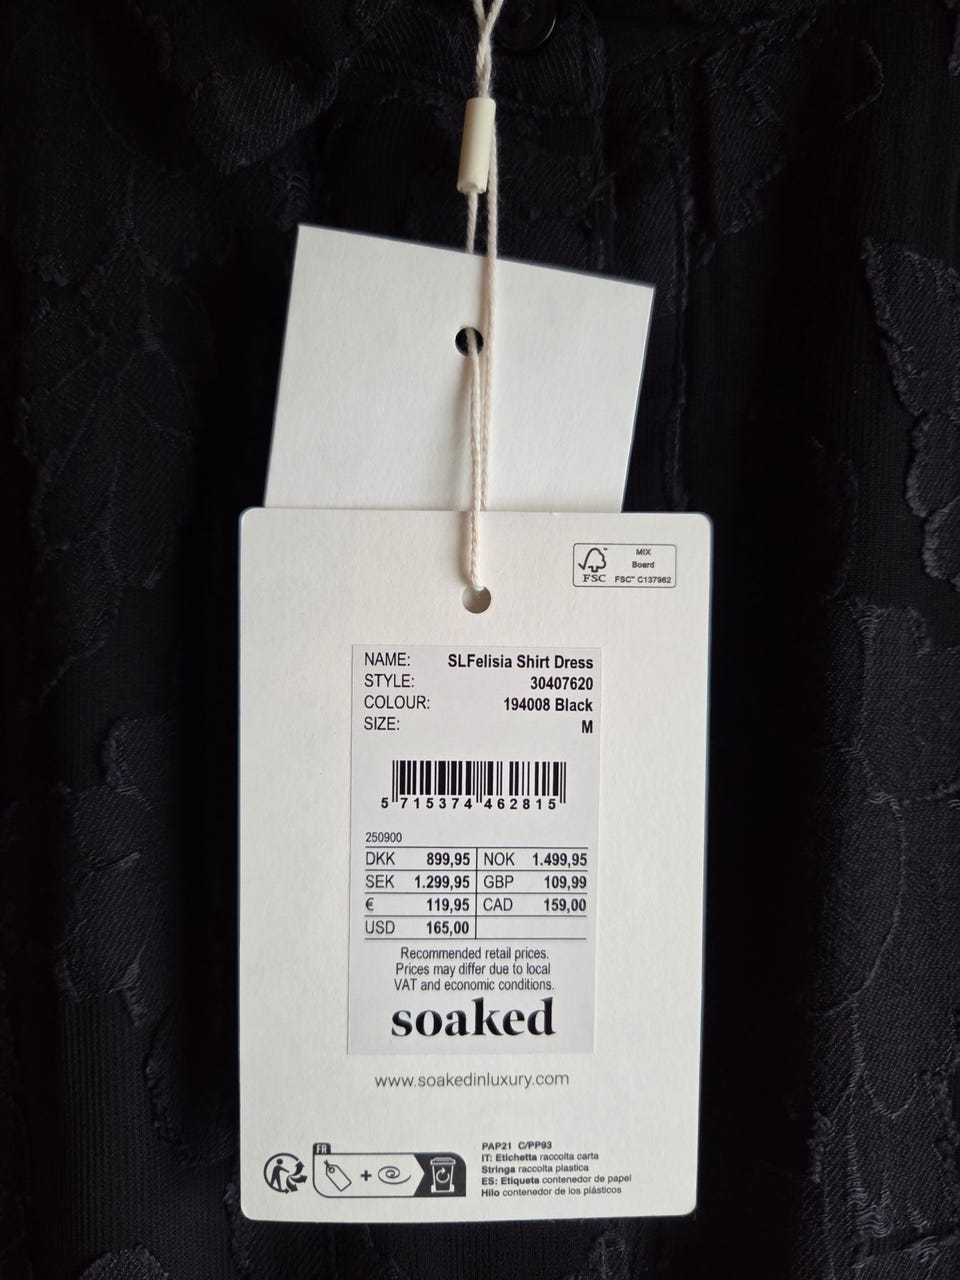 MIX
Board
FSC™ C137962
FSC
NAME: SLFelisia Shirt Dress
STYLE: 30407620
COLOUR: 194008 Black
SIZE: M
5 715374 462815
250900
DKK 899,95 NOK 1.499,95
SEK 1.299,95 GBP 109,99
€ 119,95 CAD 159,00
USD 165,00
Recommended retail prices.
Prices may differ due to local
VAT and economic conditions.
soaked
www.soakedinluxury.com
FR
PAP21 C/PP93
IT: Etichetta raccolta carta
Stringa raccolta plastica
ES: Etiqueta contenedor de papel
Hilo contenedor de los plásticos